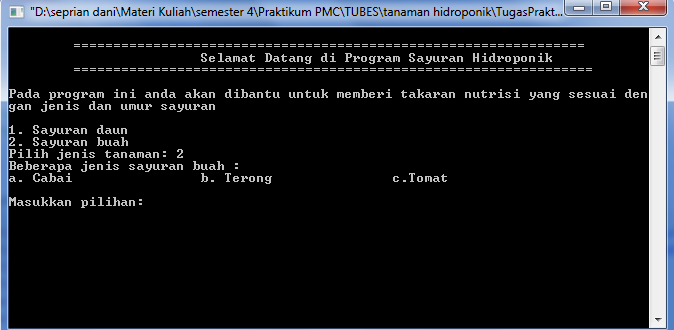 "D:\seprian dani\Materi Kuliah\semester 4\Praktikum PMC\TUBES\tanaman hidroponik\TugasPrakt...
================================================================
Selamat Datang di Program Sayuran Hidroponik
=================================================================
Pada program ini anda akan dibantu untuk memberi takaran nutrisi yang sesuai den
gan jenis dan umur sayuran
1. Sayuran daun
2. Sayuran buah
Pilih jenis tanaman: 2
Beberapa jenis sayuran buah :
a. Cabai b. Terong c.Tomat
Masukkan pilihan: